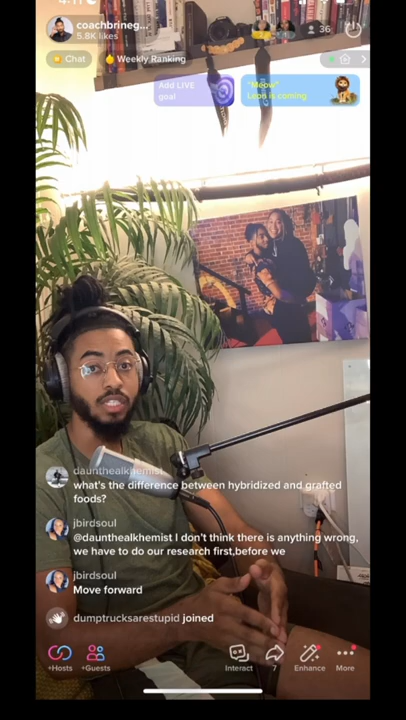 coachbrineg...
5.8K likes
36
Chat
Weekly Ranking
Add LIVE
goal
"Meow"
Leon is coming
daunthealkhemist
what's the difference between hybridized and grafted
foods?
jbirdsoul
@daunthealkhemist I don't think there is anything wrong,
we have to do our research first,before we
jbirdsoul
Move forward
dumptrucksarestupid joined
+Hosts
+Guests
Interact
7
Enhance
More